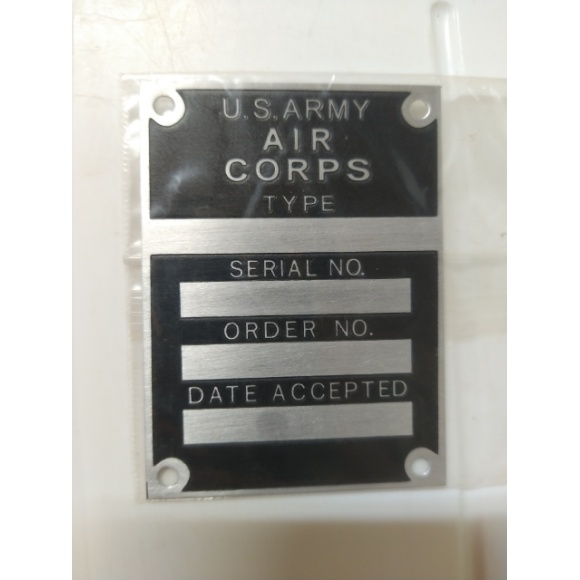 U.S. ARMY
AIR
CORPS
TYPE
SERIAL NO.
ORDER NO.
DATE ACCEPTED